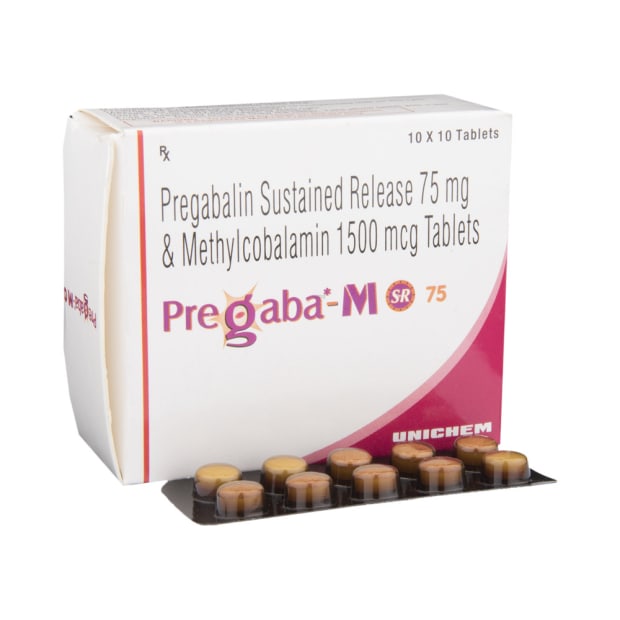 10 X 10 Tablets
Rx
Pregabalin Sustained Release 75 mg
& Methylcobalamin 1500 mcg Tablets
Pregaba*-M SR 75
UNICHEM